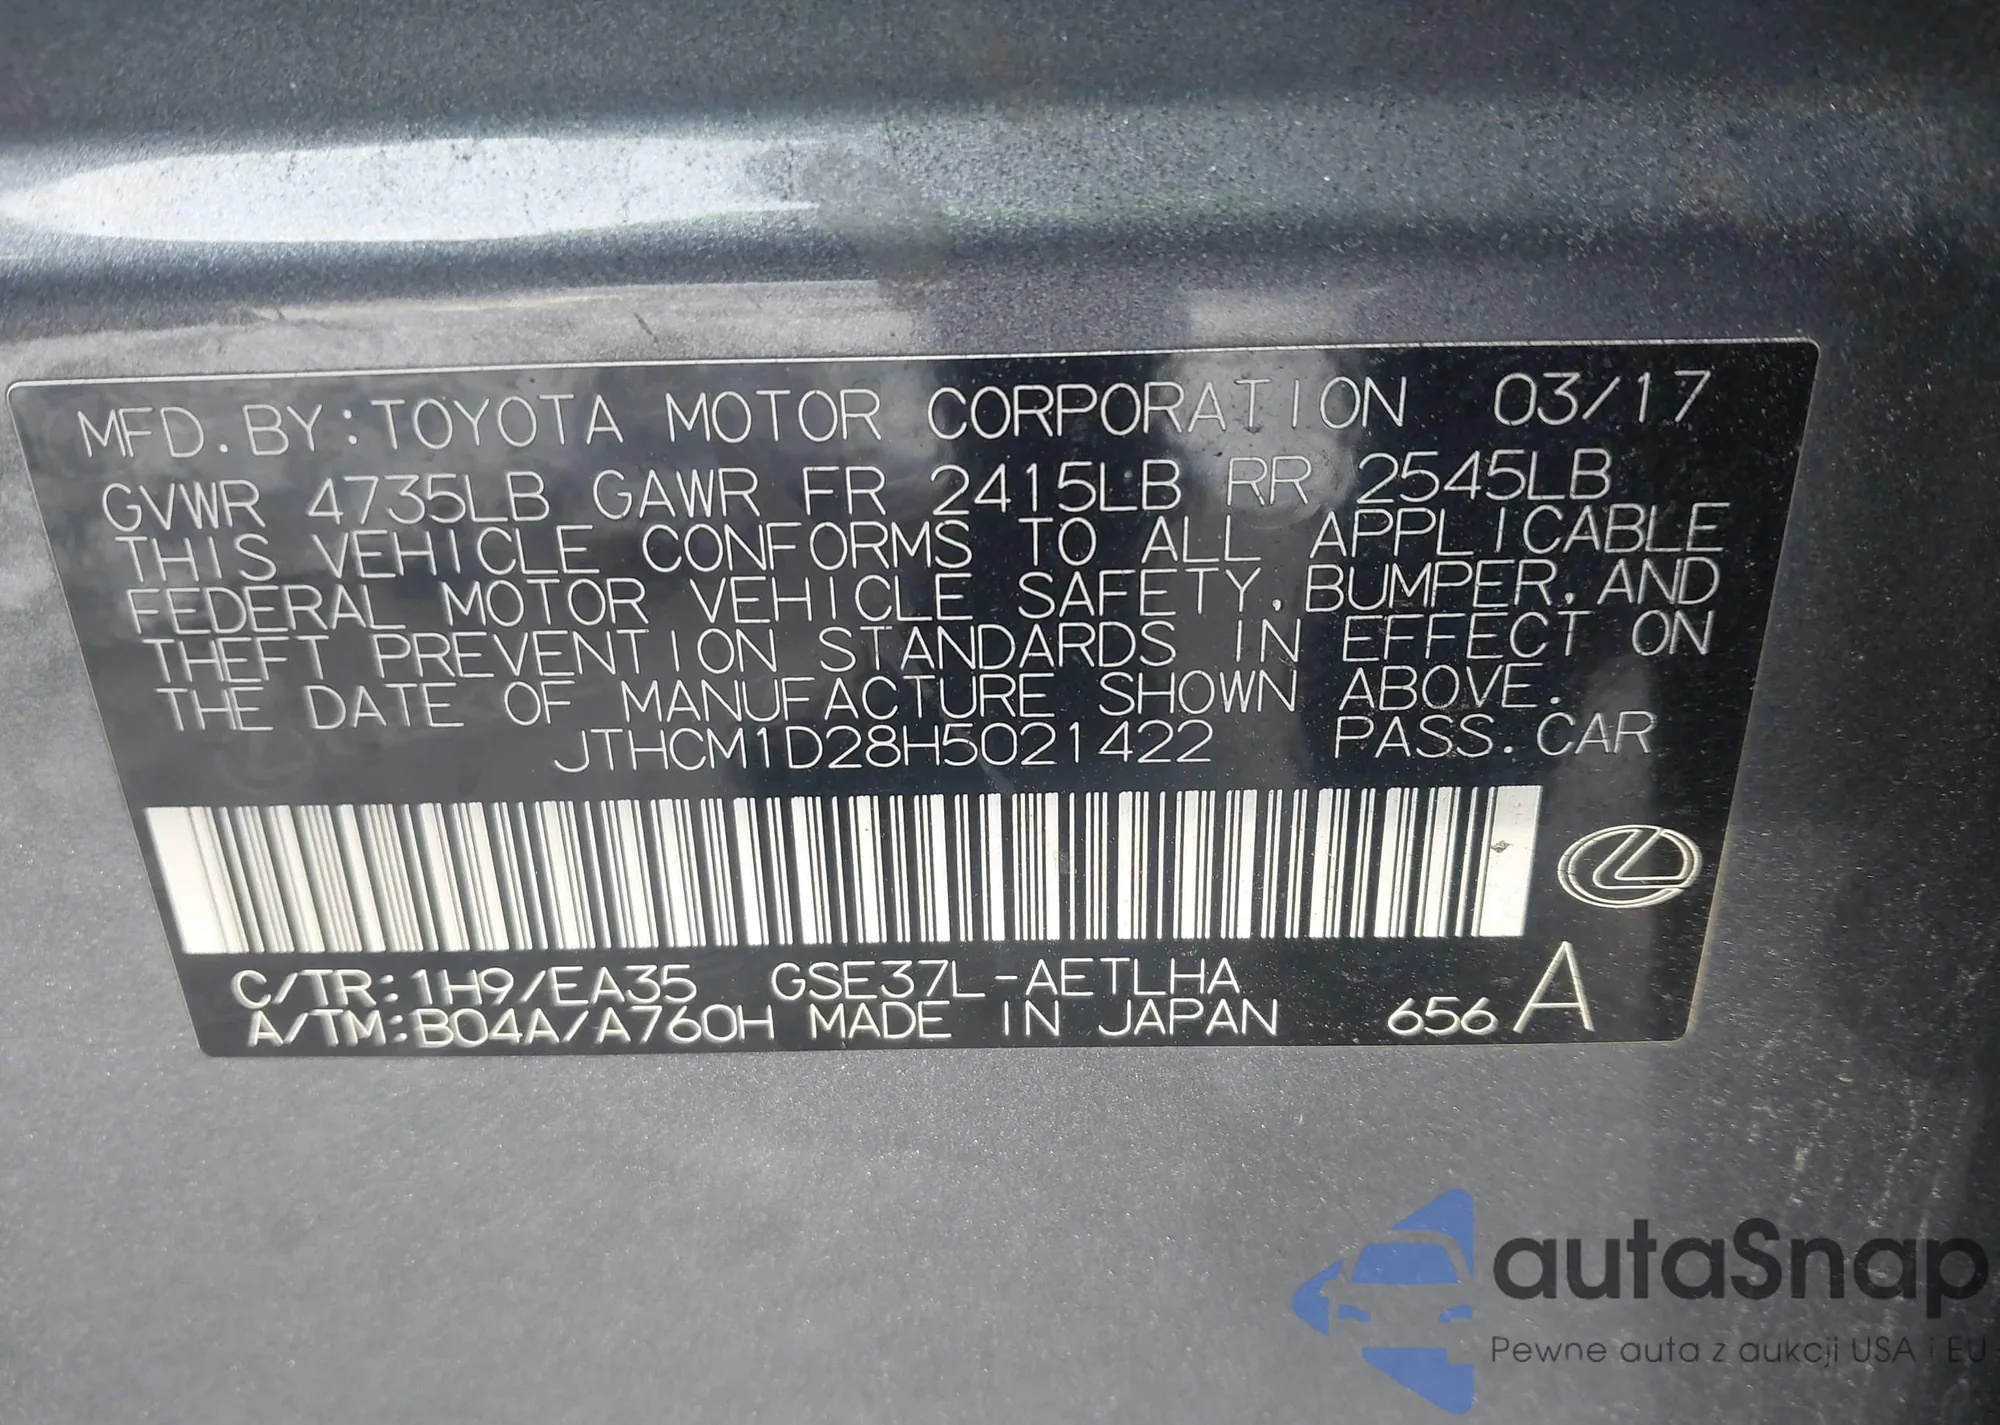 MFD.BY:TOYOTA MOTOR CORPORATION 03/17
GVWR 4735LB GAWR FR 2415LB RR 2545LB
THIS VEHICLE CONFORMS TO ALL APPLICABLE
FEDERAL MOTOR VEHICLE SAFETY,BUMPER,AND
THEFT PREVENTION STANDARDS IN EFFECT ON
THE DATE OF MANUFACTURE SHOWN ABOVE.
JTHCM1D28H5021422 PASS.CAR
C/TR:1H9/EA35 GSE37L-AETLHA
A/TM:B04A/A760H MADE IN JAPAN 656 A
autaSnap
Pewne auta z aukcji USA i EU